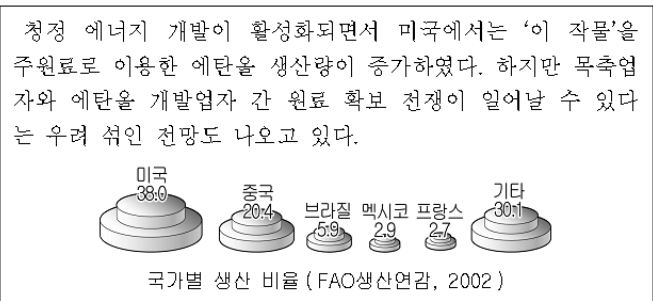 청정 에너지 개발이 활성화되면서 미국에서는 ‘이 작물’을
주원료로 이용한 에탄올 생산량이 증가하였다. 하지만 목축업
자와 에탄올 개발업자 간 원료 확보 전쟁이 일어날 수 있다
는 우려 섞인 전망도 나오고 있다.
미국 38.0
중국 20.4
브라질 5.9
멕시코 2.9
프랑스 2.7
기타 30.1
국가별 생산 비율 ( FAO생산연감, 2002 )